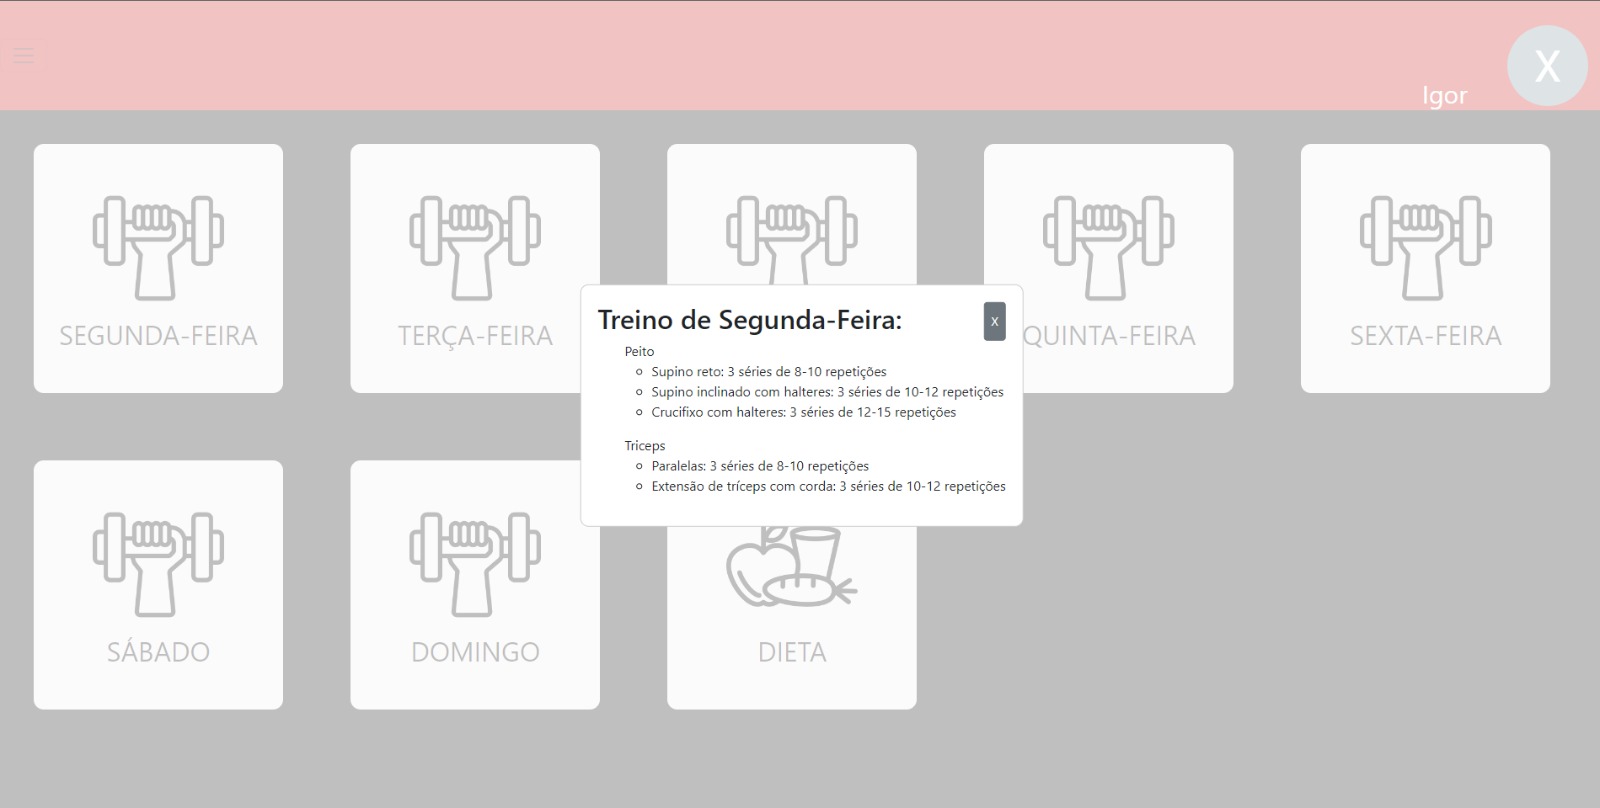 Igor
X
SEGUNDA-FEIRA
TERÇA-FEIRA
QUINTA-FEIRA
SEXTA-FEIRA
Treino de Segunda-Feira:
X
Peito
Supino reto: 3 séries de 8-10 repetições
Supino inclinado com halteres: 3 séries de 10-12 repetições
Crucifixo com halteres: 3 séries de 12-15 repetições
Triceps
Paralelas: 3 séries de 8-10 repetições
Extensão de tríceps com corda: 3 séries de 10-12 repetições
SÁBADO
DOMINGO
DIETA